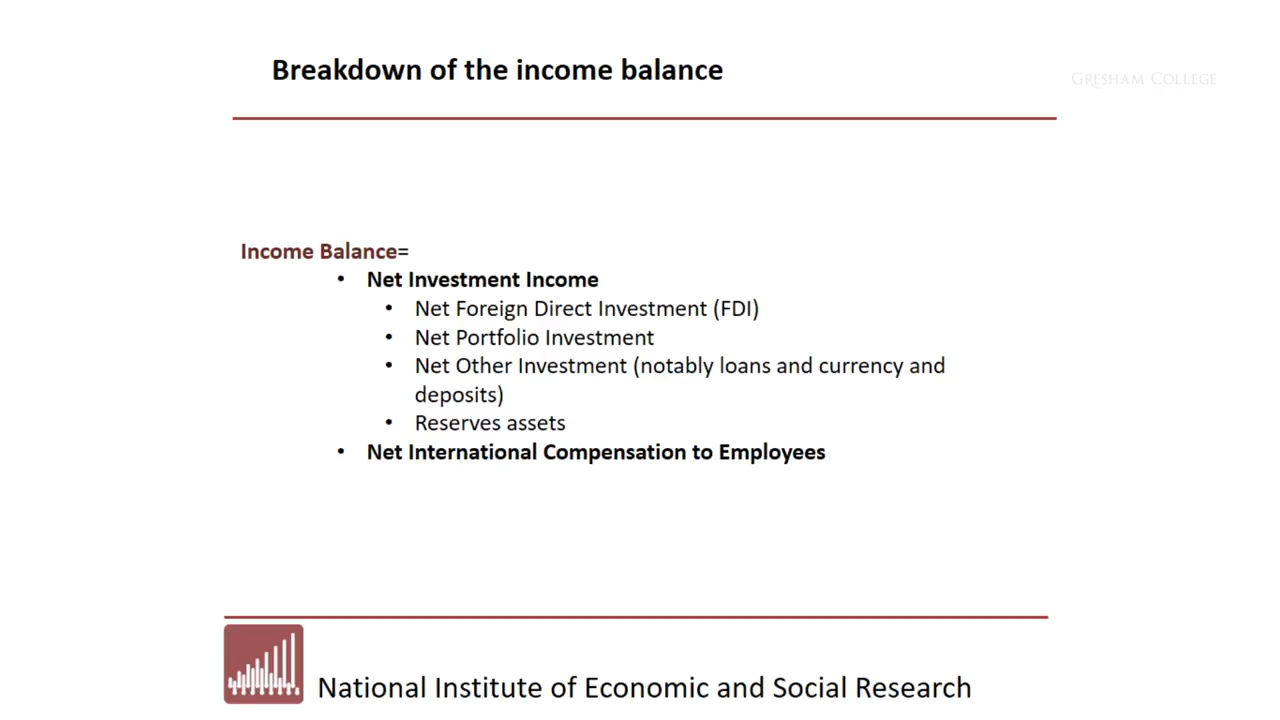 Breakdown of the income balance
GRESHAM COLLEGE
Income Balance=
• Net Investment Income
• Net Foreign Direct Investment (FDI)
• Net Portfolio Investment
• Net Other Investment (notably loans and currency and
deposits)
• Reserves assets
• Net International Compensation to Employees
National Institute of Economic and Social Research